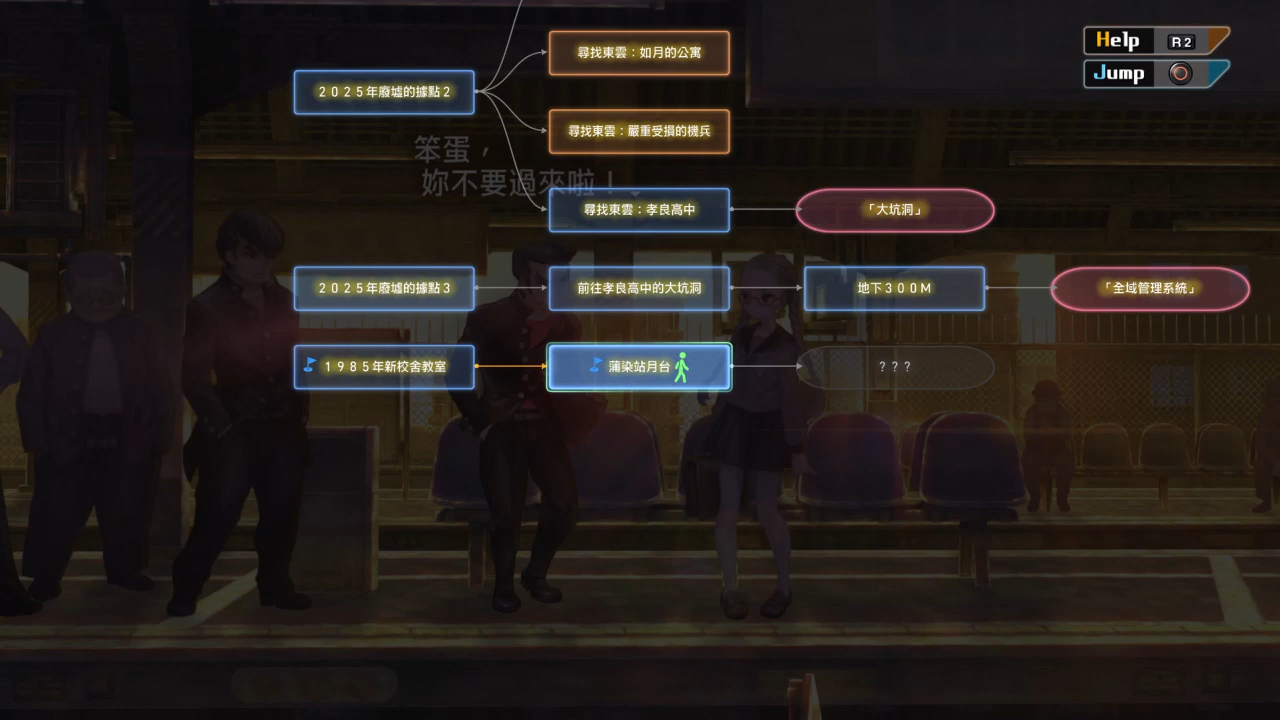 尋找東雲：如月的公寓
Help R2
Jump
2025年廢墟的據點2
尋找東雲：嚴重受損的機兵
笨蛋，
妳不要過來啦！
尋找東雲：孝良高中
「大坑洞」
2025年廢墟的據點3
前往孝良高中的大坑洞
地下300M
「全域管理系統」
1985年新校舍教室
蒲染站月台
???